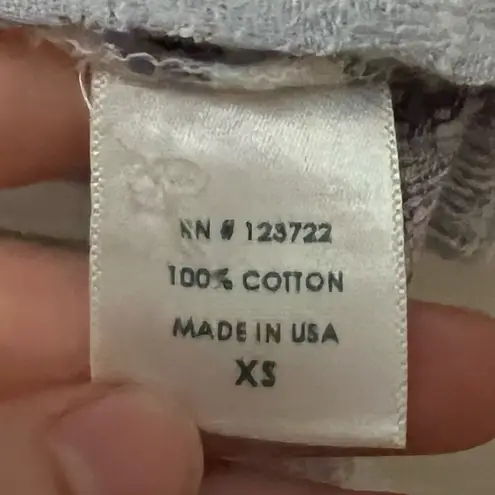 RN # 123722
100% COTTON
MADE IN USA
XS